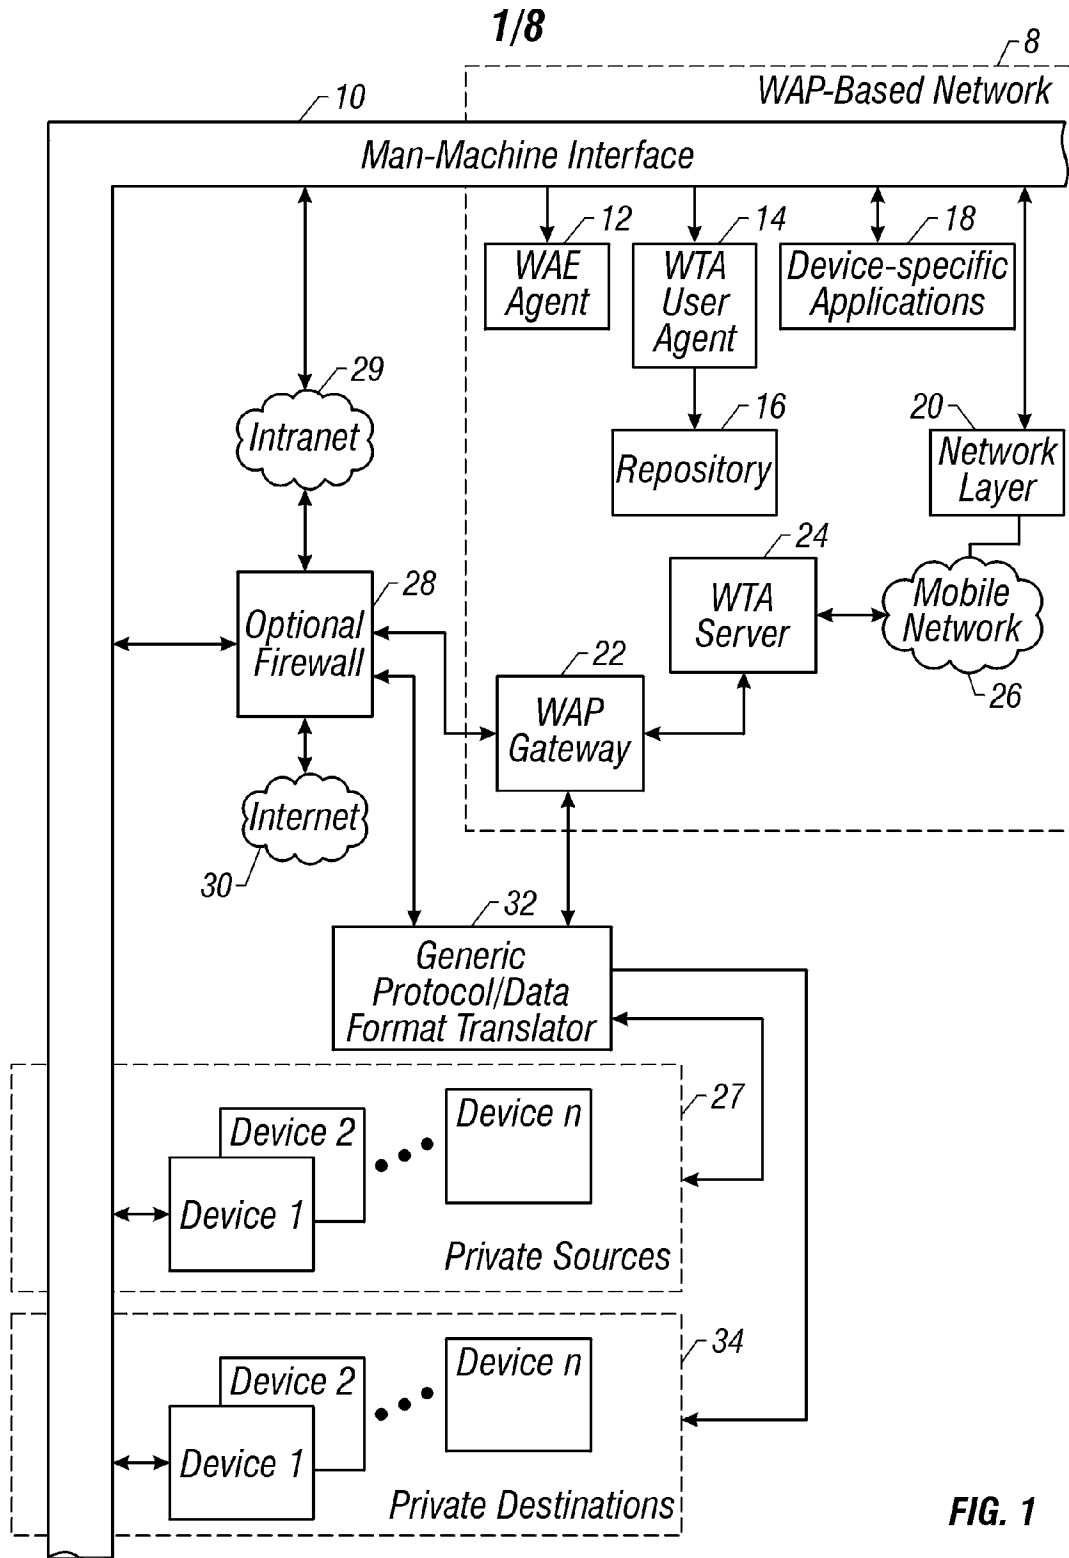 1/8
8
WAP-Based Network
10
Man-Machine Interface
12
WAE
Agent
14
WTA
User
Agent
18
Device-specific
Applications
29
Intranet
16
Repository
20
Network
Layer
24
WTA
Server
Mobile
Network
26
28
Optional
Firewall
22
WAP
Gateway
Internet
30
32
Generic
Protocol/Data
Format Translator
27
Device n
Device 2
Device 1
Private Sources
34
Device n
Device 2
Device 1
Private Destinations
FIG. 1